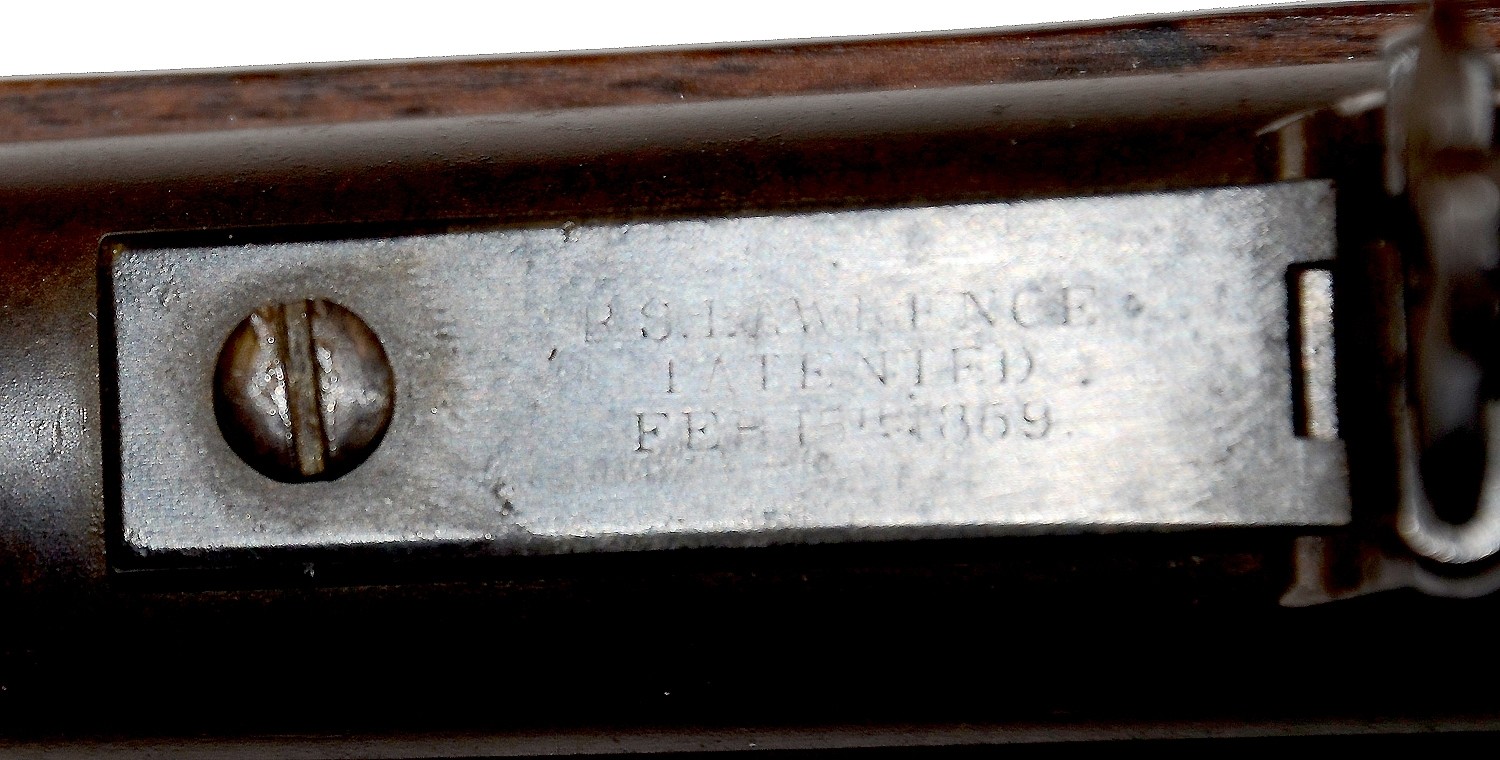 R.S.LAWRENCE
PATENTED
FEB 15TH 1869.